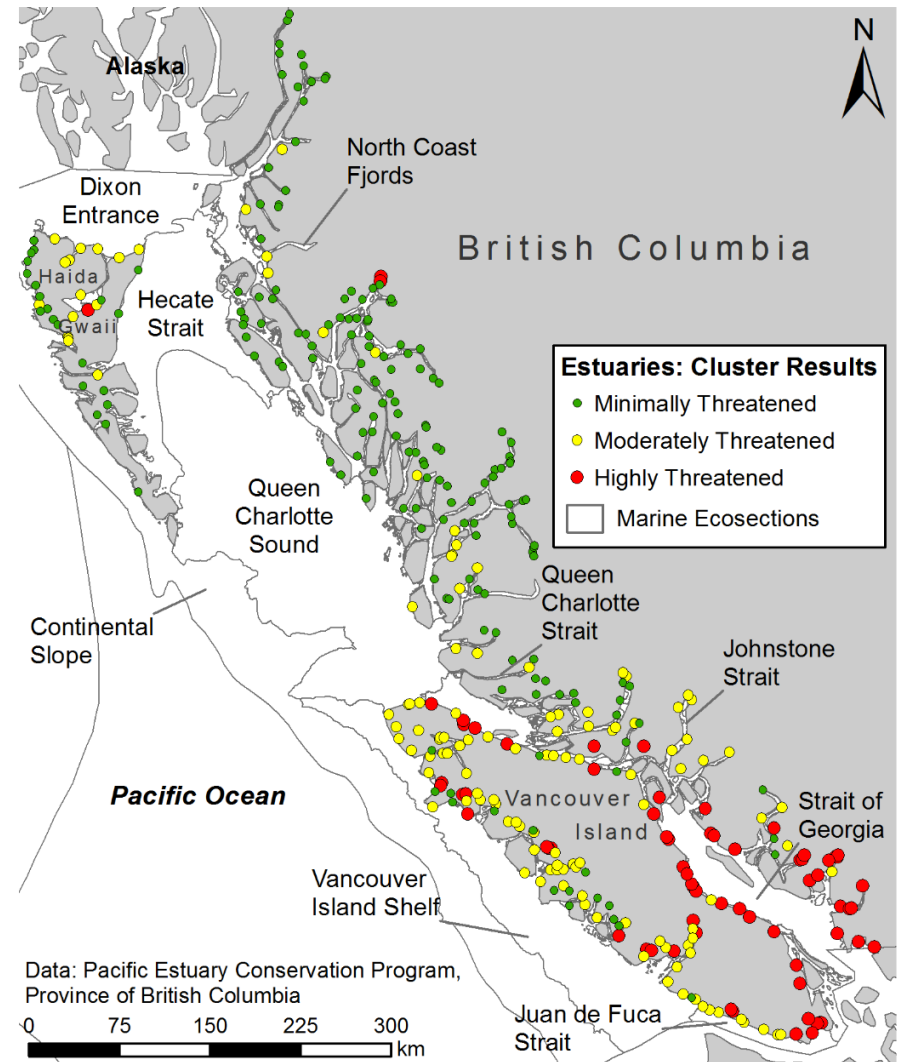 N
Alaska
North Coast
Fjords
Dixon
Entrance
British Columbia
Haida
Gwaii
Hecate
Strait
Estuaries: Cluster Results
Minimally Threatened
Moderately Threatened
Highly Threatened
Marine Ecosections
Queen
Charlotte
Sound
Queen
Charlotte
Strait
Continental
Slope
Johnstone
Strait
Pacific Ocean
Vancouver
Island
Strait of
Georgia
Vancouver
Island Shelf
Data: Pacific Estuary Conservation Program,
Province of British Columbia
Juan de Fuca
Strait
0 75 150 225 300
km